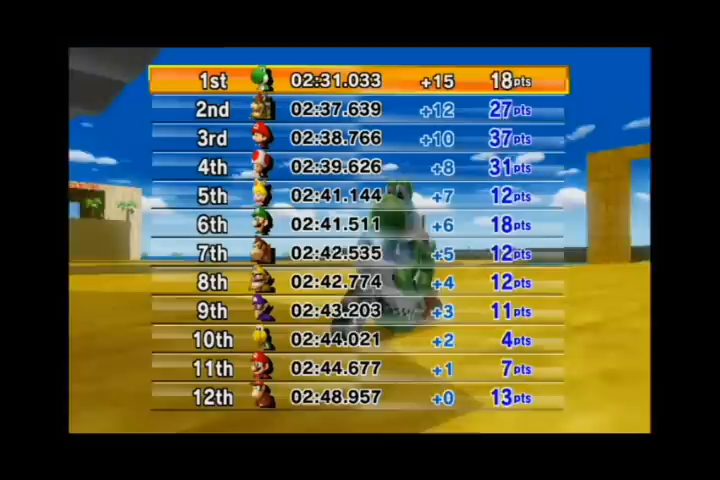 1st 02:31.033 +15 18pts
2nd 02:37.639 +12 27pts
3rd 02:38.766 +10 37pts
4th 02:39.626 +8 31pts
5th 02:41.144 +7 12pts
6th 02:41.511 +6 18pts
7th 02:42.535 +5 12pts
8th 02:42.774 +4 12pts
9th 02:43.203 +3 11pts
10th 02:44.021 +2 4pts
11th 02:44.677 +1 7pts
12th 02:48.957 +0 13pts